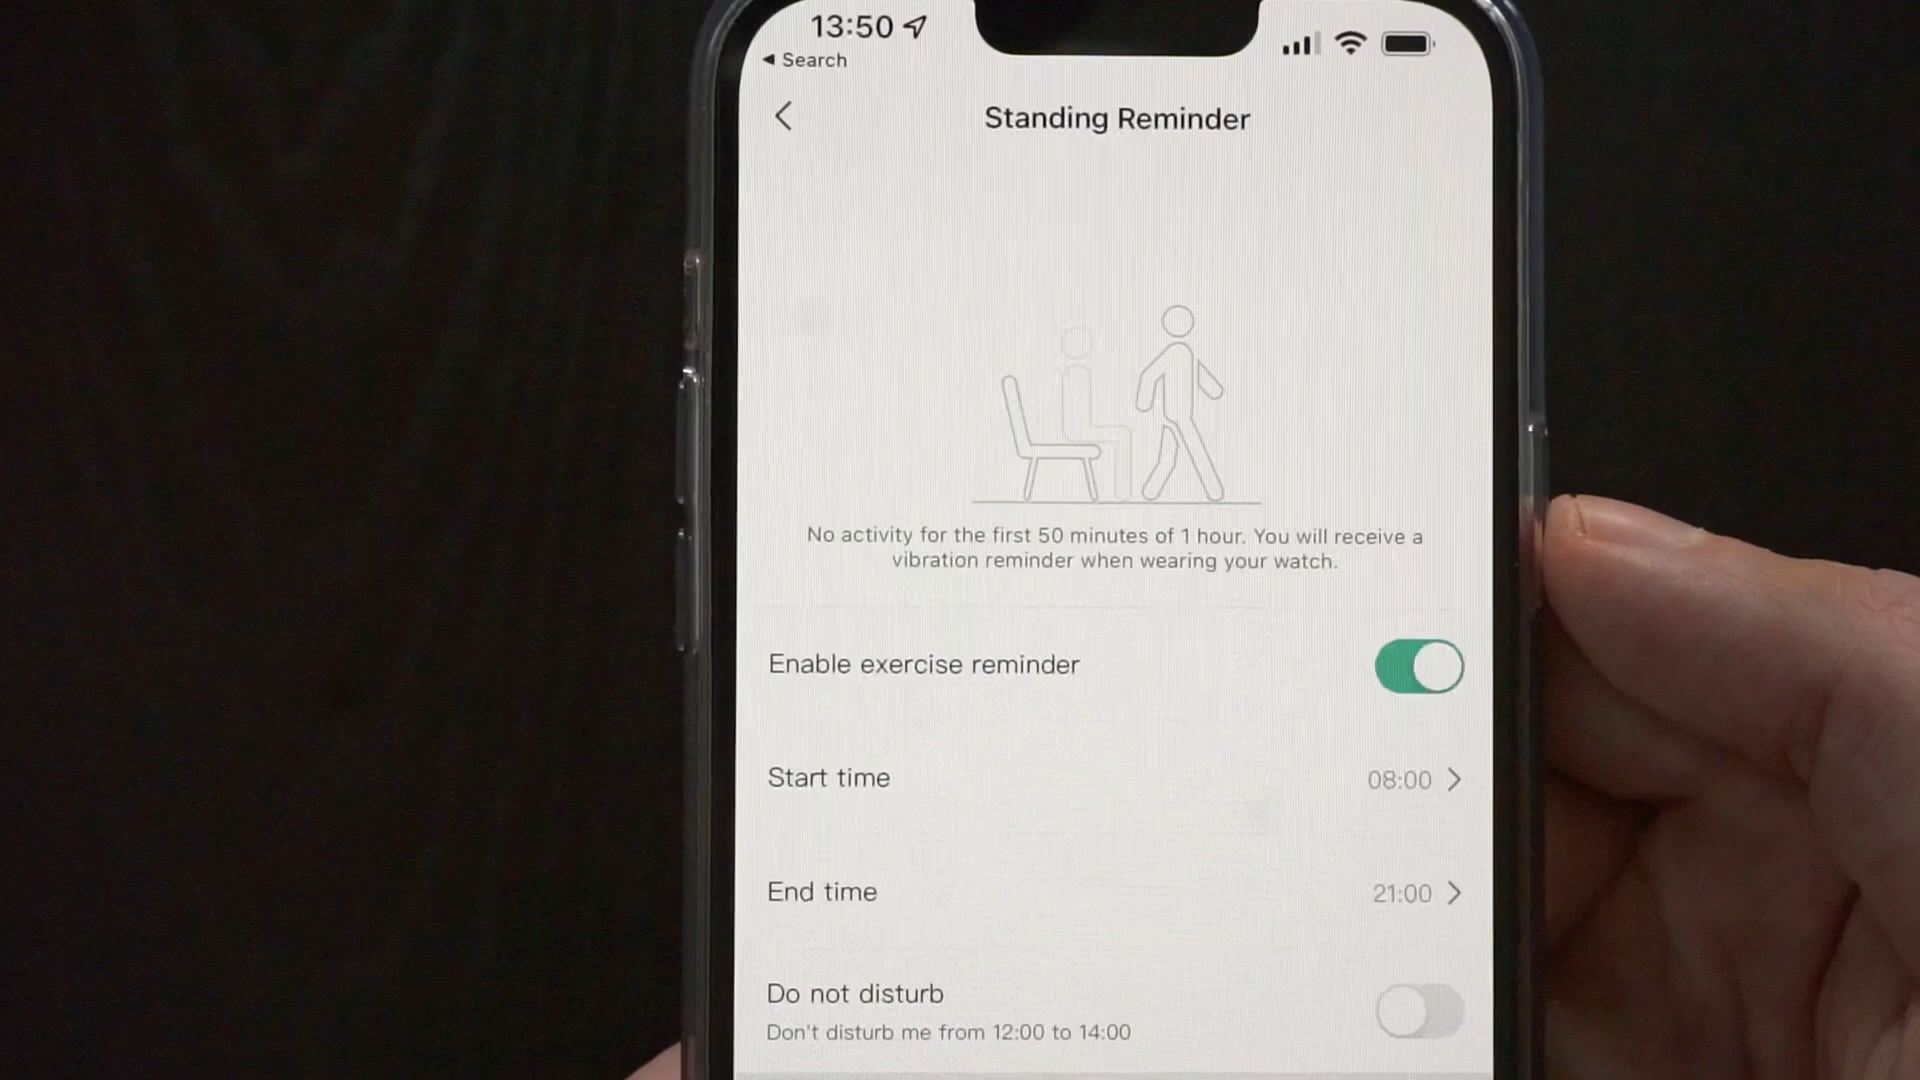 13:50
Search
Standing Reminder
No activity for the first 50 minutes of 1 hour. You will receive a
vibration reminder when wearing your watch.
Enable exercise reminder
Start time
08:00
End time
21:00
Do not disturb
Don't disturb me from 12:00 to 14:00